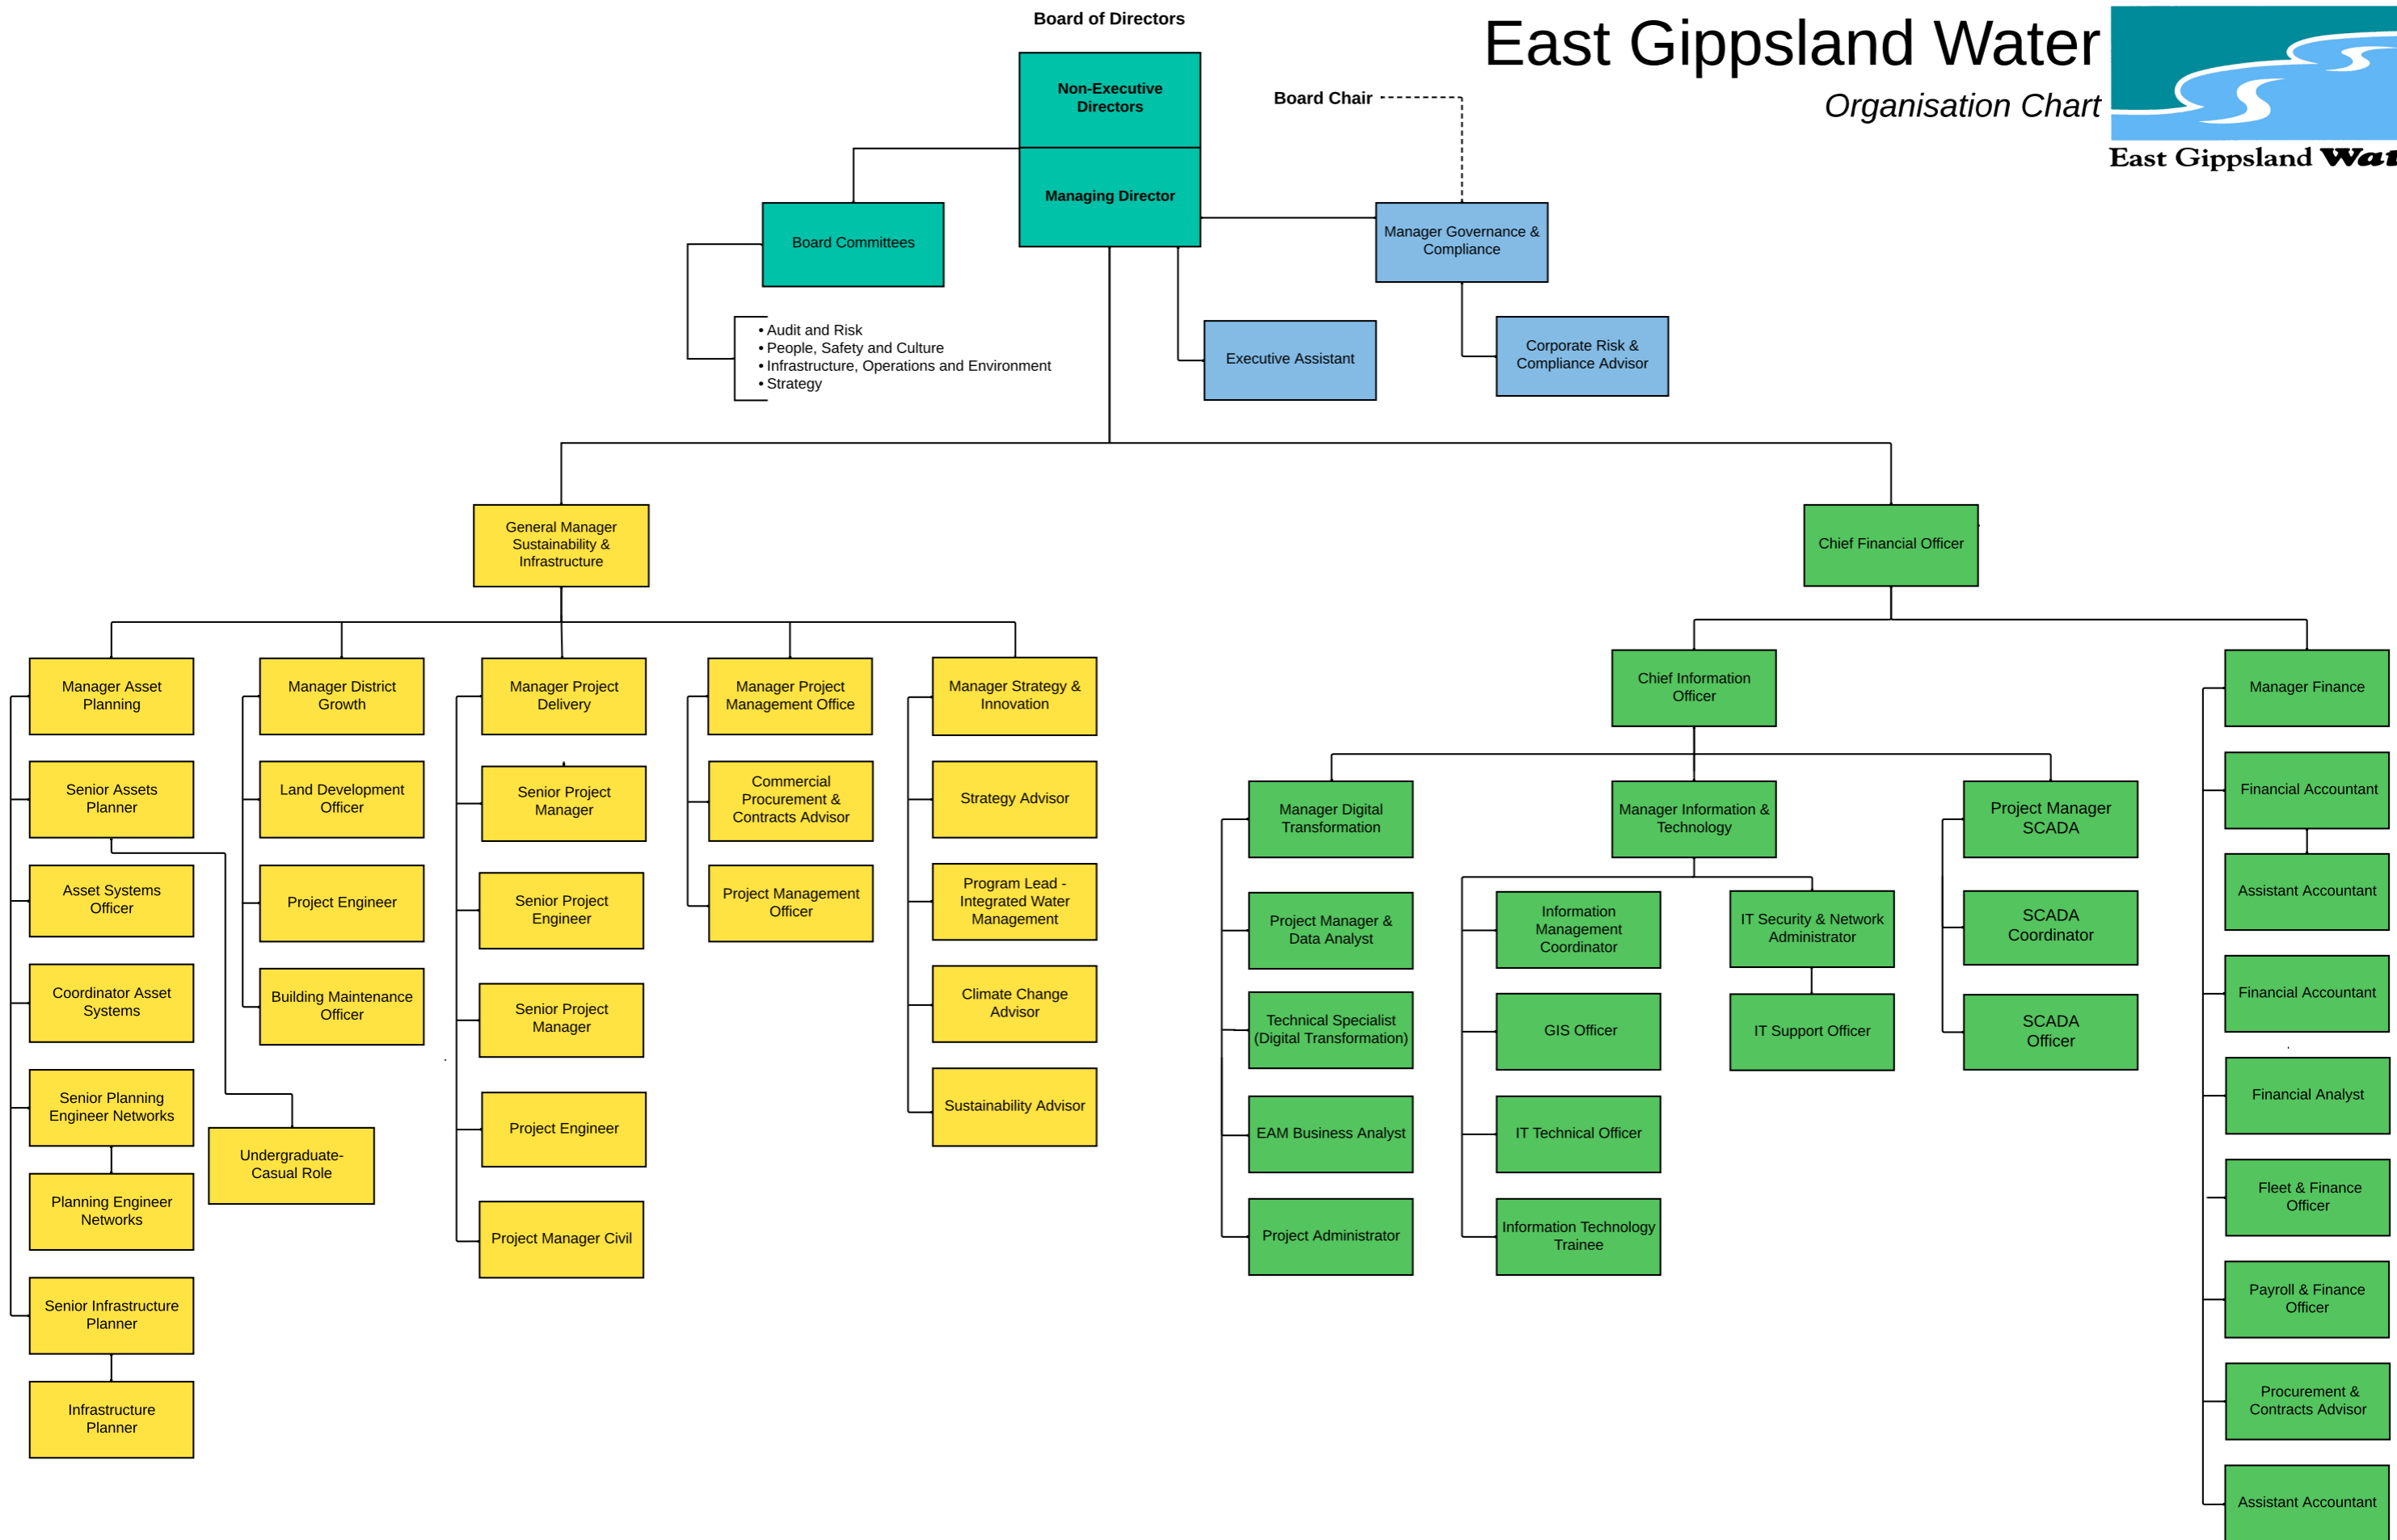 Board of Directors
East Gippsland Water
Organisation Chart
East Gippsland
Non-Executive
Directors
Board Chair
Managing Director
Board Committees
Manager Governance &
Compliance
• Audit and Risk
• People, Safety and Culture
• Infrastructure, Operations and Environment
• Strategy
Executive Assistant
Corporate Risk &
Compliance Advisor
General Manager
Sustainability &
Infrastructure
Chief Financial Officer
Manager Asset
Planning
Senior Assets
Planner
Asset Systems
Officer
Coordinator Asset
Systems
Senior Planning
Engineer Networks
Planning Engineer
Networks
Senior Infrastructure
Planner
Infrastructure
Planner
Undergraduate-
Casual Role
Manager District
Growth
Land Development
Officer
Project Engineer
Building Maintenance
Officer
Manager Project
Delivery
Senior Project
Manager
Senior Project
Engineer
Senior Project
Manager
Project Engineer
Project Manager Civil
Manager Project
Management Office
Commercial
Procurement &
Contracts Advisor
Project Management
Officer
Manager Strategy &
Innovation
Strategy Advisor
Program Lead -
Integrated Water
Management
Climate Change
Advisor
Sustainability Advisor
Chief Information
Officer
Manager Digital
Transformation
Project Manager &
Data Analyst
Technical Specialist
(Digital Transformation)
EAM Business Analyst
Project Administrator
Manager Information &
Technology
Information
Management
Coordinator
GIS Officer
IT Technical Officer
Information Technology
Trainee
IT Security & Network
Administrator
IT Support Officer
Project Manager
SCADA
SCADA
Coordinator
SCADA
Officer
Manager Finance
Financial Accountant
Assistant Accountant
Financial Accountant
Financial Analyst
Fleet & Finance
Officer
Payroll & Finance
Officer
Procurement &
Contracts Advisor
Assistant Accountant